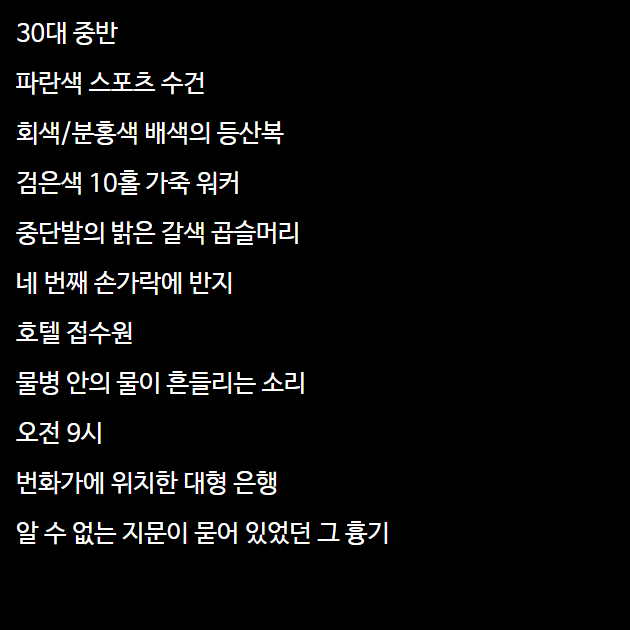 30대 중반
파란색 스포츠 수건
회색/분홍색 배색의 등산복
검은색 10홀 가죽 워커
중단발의 밝은 갈색 곱슬머리
네 번째 손가락에 반지
호텔 접수원
물병 안의 물이 흔들리는 소리
오전 9시
번화가에 위치한 대형 은행
알 수 없는 지문이 묻어 있었던 그 흉기